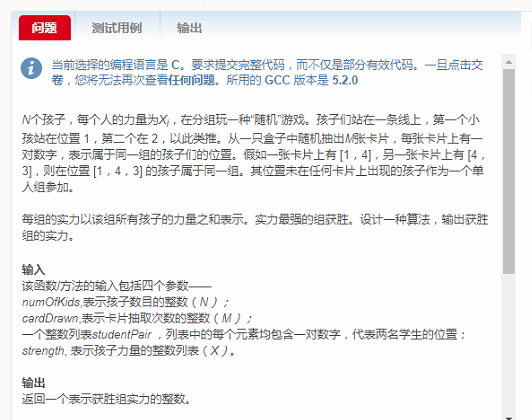 问题 测试用例 输出
当前选择的编程语言是 C。要求提交完整代码，而不仅是部分有效代码。一旦点击交
卷，您将无法再次查看任何问题。所用的 GCC 版本是 5.2.0
N个孩子，每个人的力量为Xi，在分组玩一种“随机”游戏。孩子们站在一条线上，第一个小
孩站在位置 1，第二个在 2，以此类推。从一只盒子中随机抽出M张卡片，每张卡片上有一
对数字，表示属于同一组的孩子们的位置。假如一张卡片上有 [1，4]，另一张卡片上有 [4，
3]，则在位置 [1，4，3] 的孩子属于同一组。其位置未在任何卡片上出现的孩子作为一个单
人组参加。
每组的实力以该组所有孩子的力量之和表示。实力最强的组获胜。设计一种算法，输出获胜
组的实力。
输入
该函数/方法的输入包括四个参数——
numOfKids,表示孩子数目的整数（N）；
cardDrawn,表示卡片抽取次数的整数（M）；
一个整数列表studentPair ，列表中的每个元素均包含一对数字，代表两名学生的位置；
strength, 表示孩子力量的整数列表（X）。
输出
返回一个表示获胜组实力的整数。